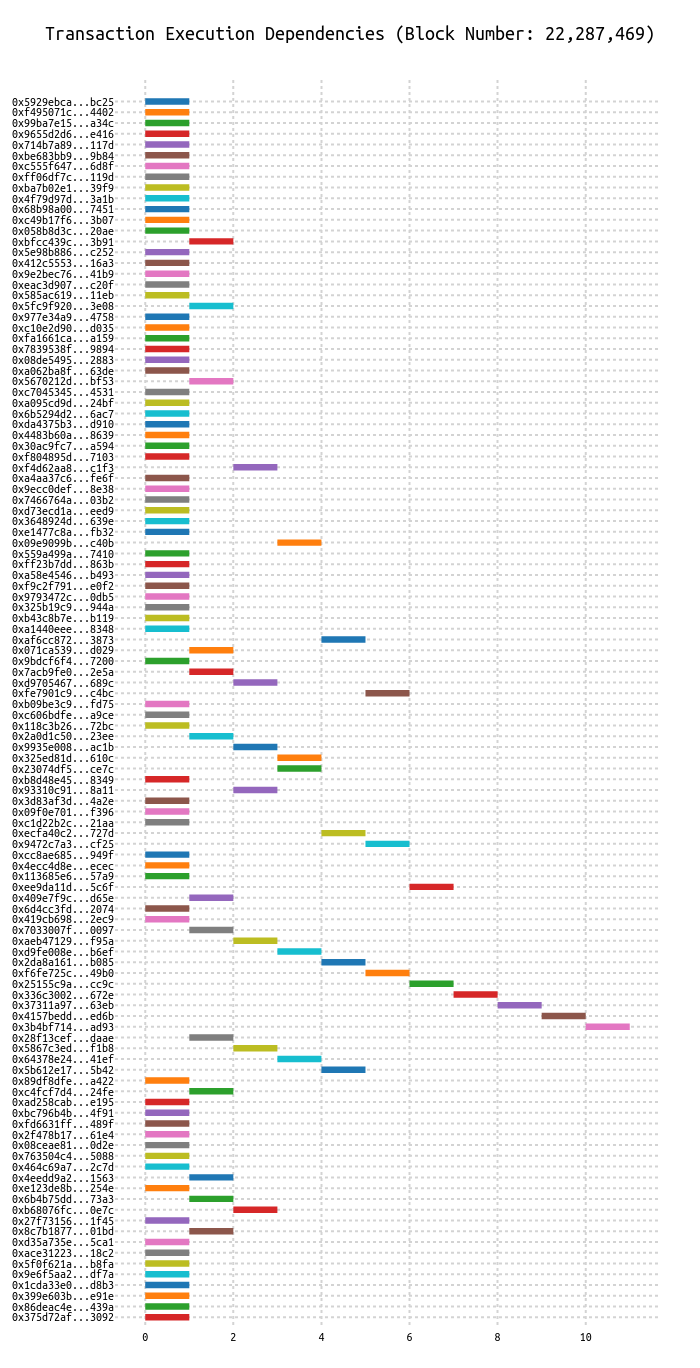 Transaction Execution Dependencies (Block Number: 22,287,469)
0x5929ebca...bc25
0xf495071c...4402
0x99ba7e15...a34c
0x9655d2d6...e416
0x714b7a89...117d
0xbe683bb9...9b84
0xc555f647...6d8f
0xff06df7c...119d
0xba7b02e1...39f9
0x4f79d97d...3a1b
0x68b98a00...7451
0xc49b17f6...3b07
0x058b8d3c...20ae
0xbfcc439c...3b91
0x5e98b886...c252
0x412c5553...16a3
0x9e2bec76...41b9
0xeac3d907...c20f
0x585ac619...11eb
0x5fc9f920...3e08
0x977e34a9...4758
0xc10e2d90...d035
0xfa1661ca...a159
0x7839538f...9894
0x08de5495...2883
0xa062ba8f...63de
0x5670212d...bf53
0xc7045345...4531
0xa095cd9d...24bf
0x6b5294d2...6ac7
0xda4375b3...d910
0x4483b60a...8639
0x30ac9fc7...a594
0xf804895d...7103
0xf4d62aa8...c1f3
0xa4aa37c6...fe6f
0x9ecc0def...8e38
0x7466764a...03b2
0xd73ecd1a...eed9
0x3648924d...639e
0xe1477c8a...fb32
0x09e9099b...c40b
0x559a499a...7410
0xff23b7dd...863b
0xa58e4546...b493
0xf9c2f791...e0f2
0x9793472c...0db5
0x325b19c9...944a
0xb43c8b7e...b119
0xa1440eee...8348
0xaf6cc872...3873
0x071ca539...d029
0x9bdcf6f4...7200
0x7acb9fe0...2e5a
0xd9705467...689c
0xfe7901c9...c4bc
0xb09be3c9...fd75
0xc606bdfe...a9ce
0x118c3b26...72bc
0x2a0d1c50...23ee
0x9935e008...ac1b
0x325ed81d...610c
0x23074df5...ce7c
0xb8d48e45...8349
0x93310c91...8a11
0x3d83af3d...4a2e
0x09f0e701...f396
0xc1d22b2c...21aa
0xecfa40c2...727d
0x9472c7a3...cf25
0xcc8ae685...949f
0x4ecc4d8e...ecec
0x113685e6...57a9
0xee9da11d...5c6f
0x409e7f9c...d65e
0x6d4cc3fd...2074
0x419cb698...2ec9
0x7033007f...0097
0xaeb47129...f95a
0xd9fe008e...b6ef
0x2da8a161...b085
0xf6fe725c...49b0
0x25155c9a...cc9c
0x336c3002...672e
0x37311a97...63eb
0x4157bedd...ed6b
0x3b4bf714...ad93
0x28f13cef...daae
0x5867c3ed...f1b8
0x64378e24...41ef
0x5b612e17...5b42
0x89df8dfe...a422
0xc4fcf7d4...24fe
0xad258cab...e195
0xbc796b4b...4f91
0xfd6631ff...489f
0x2f478b17...61e4
0x08ceae81...0d2e
0x763504c4...5088
0x464c69a7...2c7d
0x4eedd9a2...1563
0xe123de8b...254e
0x6b4b75dd...73a3
0xb68076fc...0e7c
0x27f73156...1f45
0x8c7b1877...01bd
0xd35a735e...5ca1
0xace31223...18c2
0x5f0f621a...b8fa
0x9e6f5aa2...df7a
0x1cda33e0...d8b3
0x399e603b...e91e
0x86deac4e...439a
0x375d72af...3092
0 2 4 6 8 10